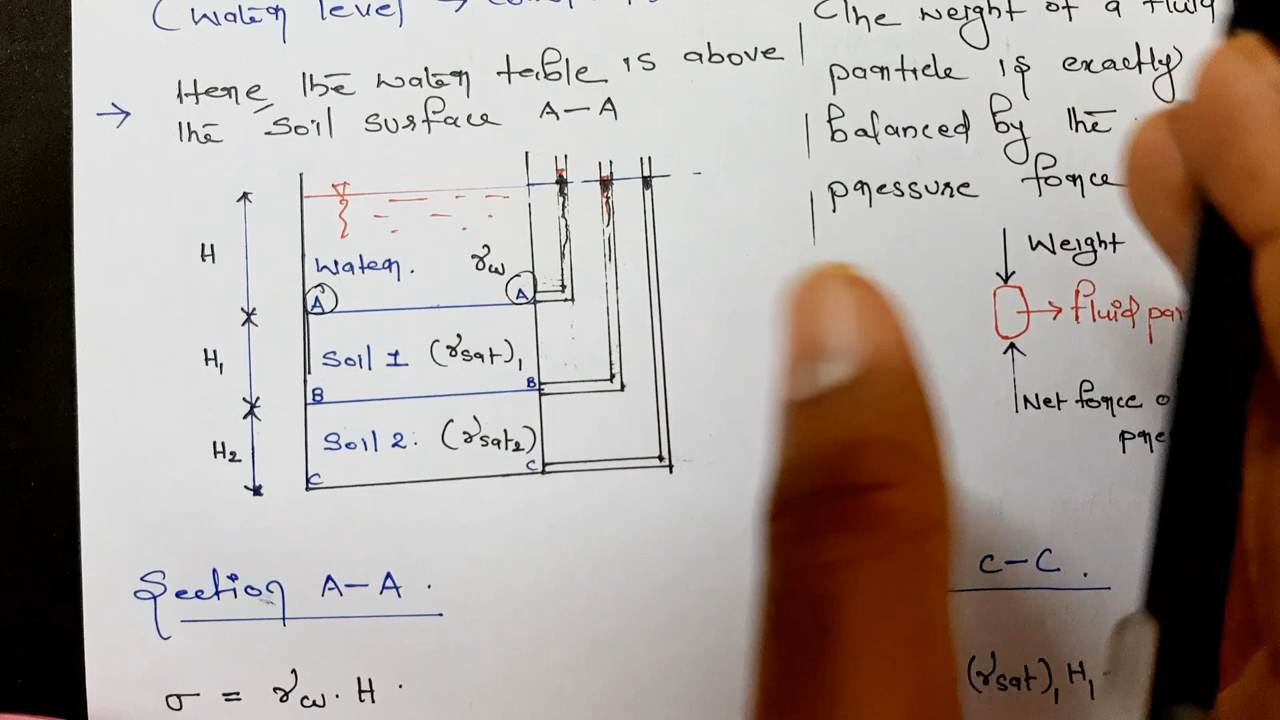 (Water level →
→ Here the water table is above
the soil surface A-A
H
Water. γw
A A
H₁
Soil 1 (γsat)₁
B B
H₂
Soil 2. (γsat₂)
C C
Section A-A.
σ = γw. H.
(The weight of a fluid
particle is exactly
balanced by the
pressure force
Weight
→ fluid
Net force
C-C.
(γsat)₁ H₁